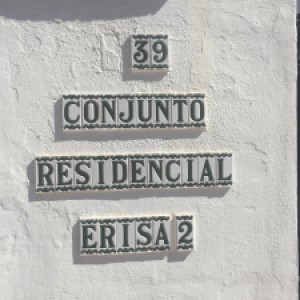 39
CONJUNTO
RESIDENCIAL
ERISA 2